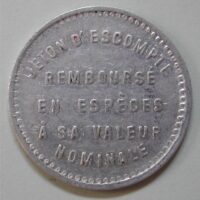 JETON D'ESCOMPTE
REMBOURSÉ
EN ESPÈCES
À SA VALEUR
NOMINALE